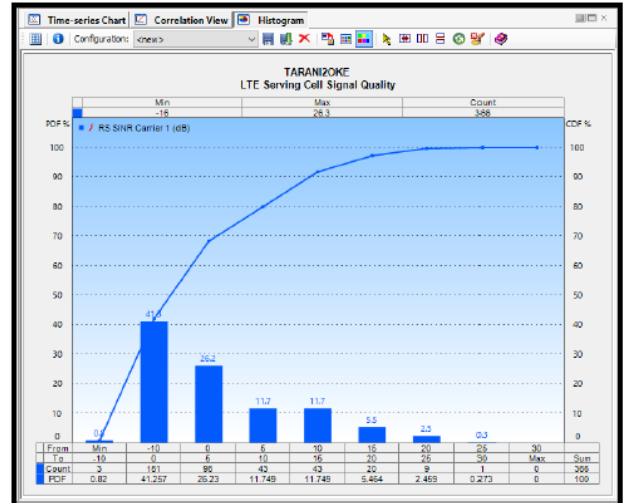 Time-series Chart Correlation View Histogram
Configuration: <new>
TARANI2OKE
LTE Serving Cell Signal Quality
Min Max Count
-16 26.3 366
PDF % CDF %
RS SINR Carrier 1 (dB)
100 100
90 90
80 80
70 70
60 60
50 50
41.3
40 40
30 30
26.2
20 20
11.7 11.7
10 10
5.5
2.5
0.3
0 0
From Min -10 0 5 10 15 20 25 30
To -10 0 5 10 15 20 25 30 Max Sum
Count 3 151 96 43 43 20 9 1 0 366
PDF 0.82 41.257 26.23 11.749 11.749 5.464 2.459 0.273 0 100